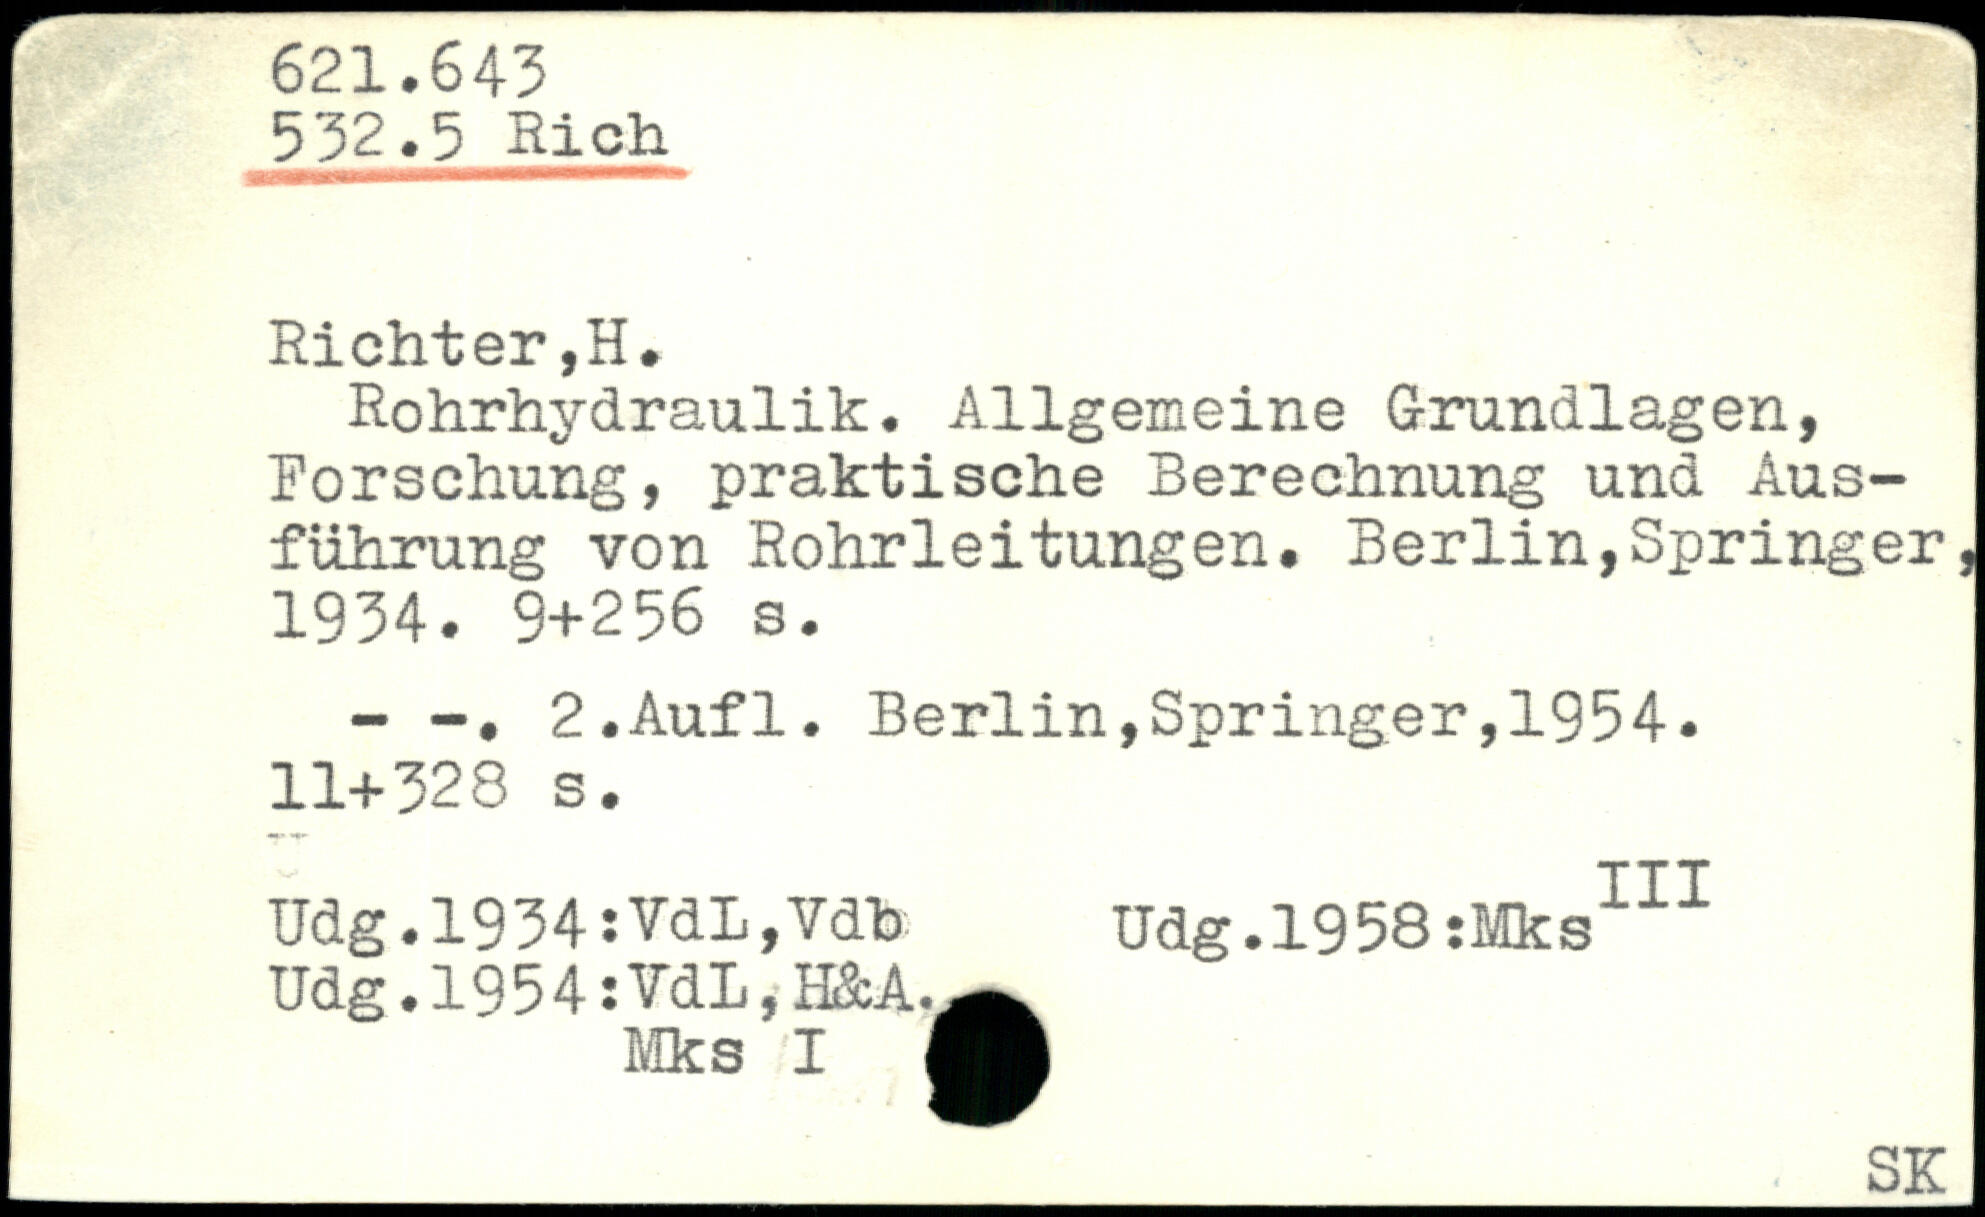 621.643
532.5 Rich
Richter,H.
Rohrhydraulik. Allgemeine Grundlagen,
Forschung, praktische Berechnung und Aus-
führung von Rohrleitungen. Berlin,Springer,
1934. 9+256 s.
- -. 2.Aufl. Berlin,Springer,1954.
11+328 s.
Udg.1934:VdL,Vdb
Udg.1958:Mks III
Udg.1954:VdL,H&A.
Mks I
SK